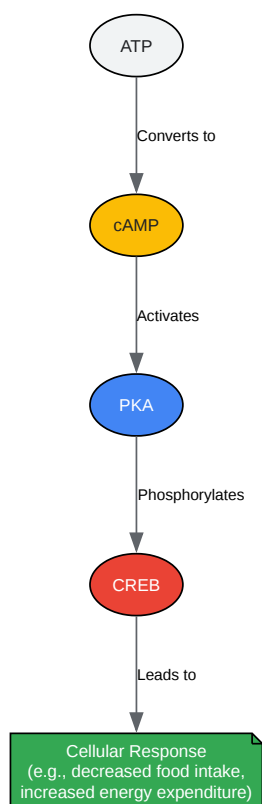 ATP
Converts to
cAMP
Activates
PKA
Phosphorylates
CREB
Leads to
Cellular Response
(e.g., decreased food intake,
increased energy expenditure)